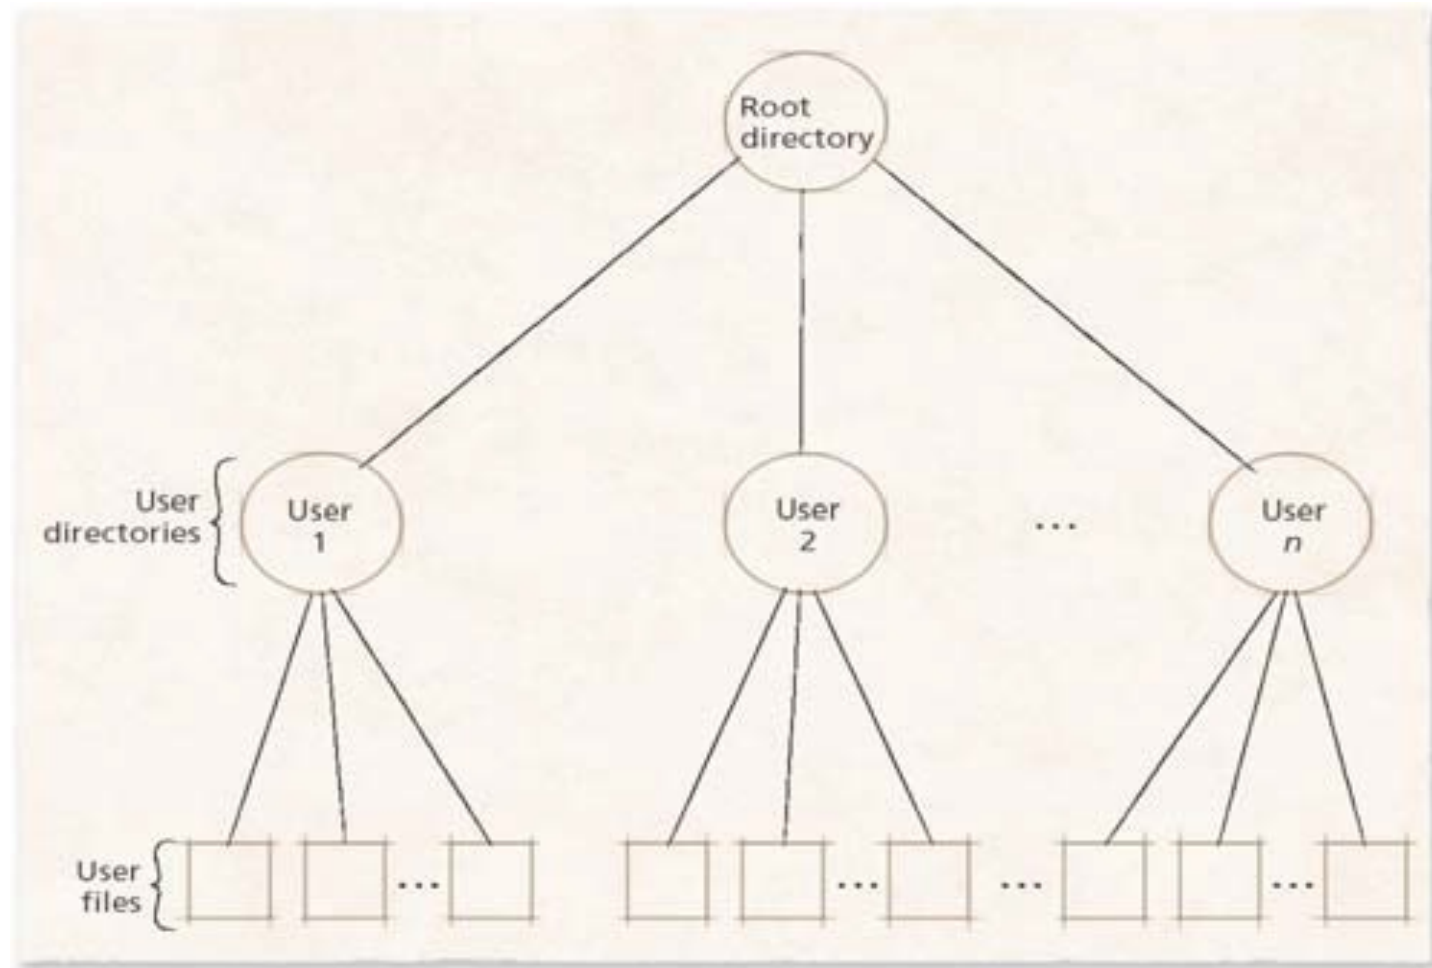 Root
directory
User
directories
User
1
User
2
...
User
n
User
files
...
...
...
...